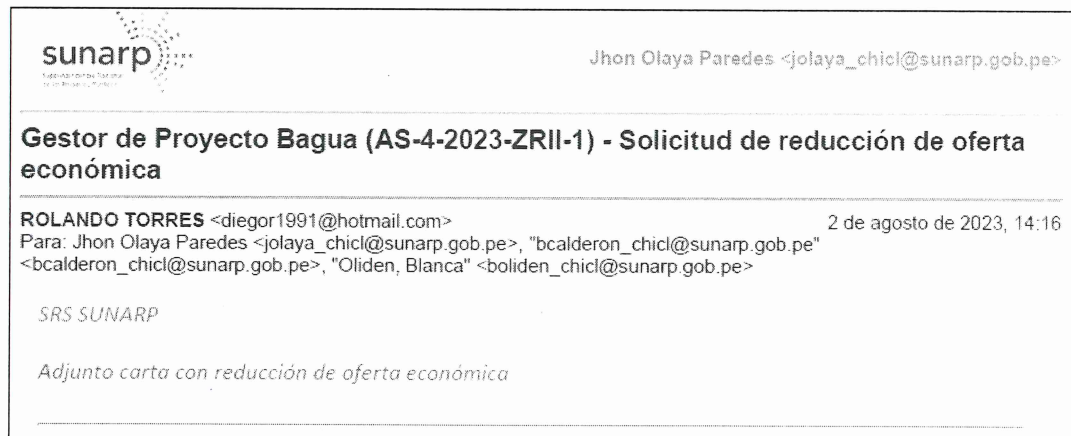 sunarp
Jhon Olaya Paredes <jolaya_chicl@sunarp.gob.pe>
Gestor de Proyecto Bagua (AS-4-2023-ZRII-1) - Solicitud de reducción de oferta
económica
ROLANDO TORRES <diegor1991@hotmail.com>
2 de agosto de 2023, 14:16
Para: Jhon Olaya Paredes <jolaya_chicl@sunarp.gob.pe>, "bcalderon_chicl@sunarp.gob.pe"
<bcalderon_chicl@sunarp.gob.pe>, "Oliden, Blanca" <boliden_chicl@sunarp.gob.pe>
SRS SUNARP
Adjunto carta con reducción de oferta económica